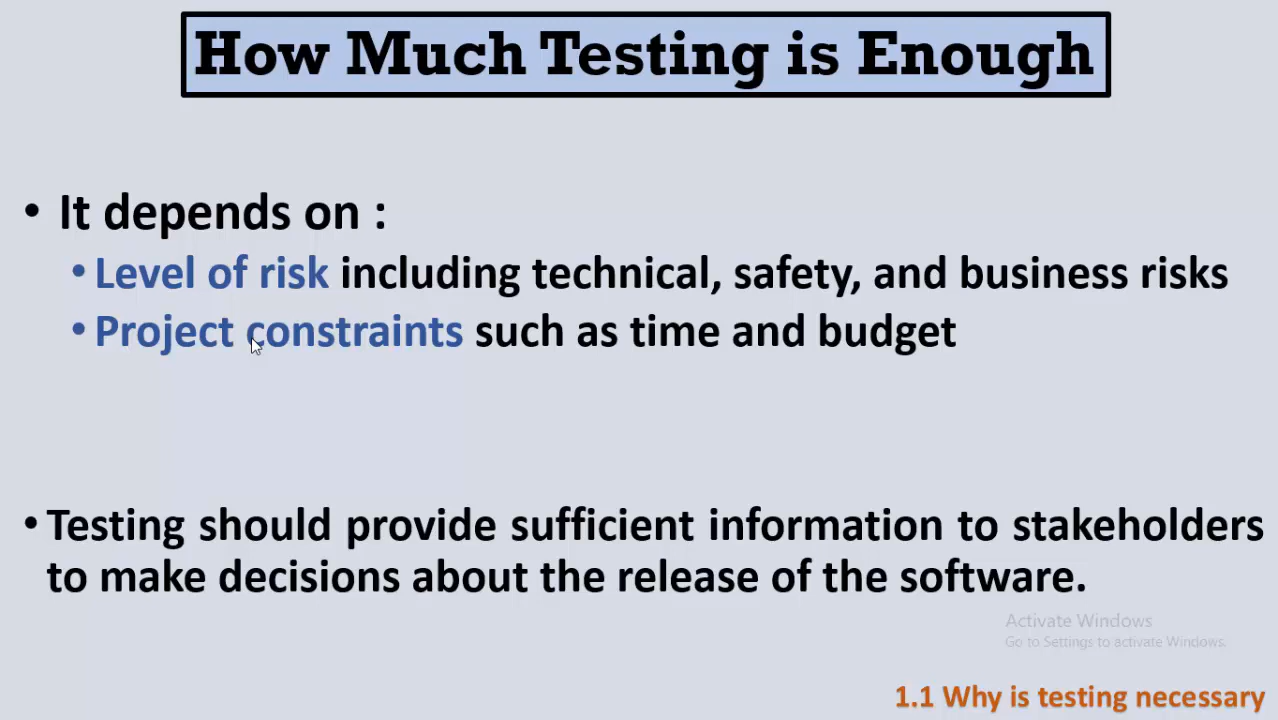 How Much Testing is Enough
• It depends on :
• Level of risk including technical, safety, and business risks
• Project constraints such as time and budget
• Testing should provide sufficient information to stakeholders
to make decisions about the release of the software.
Activate Windows
Go to Settings to activate Windows.
1.1 Why is testing necessary